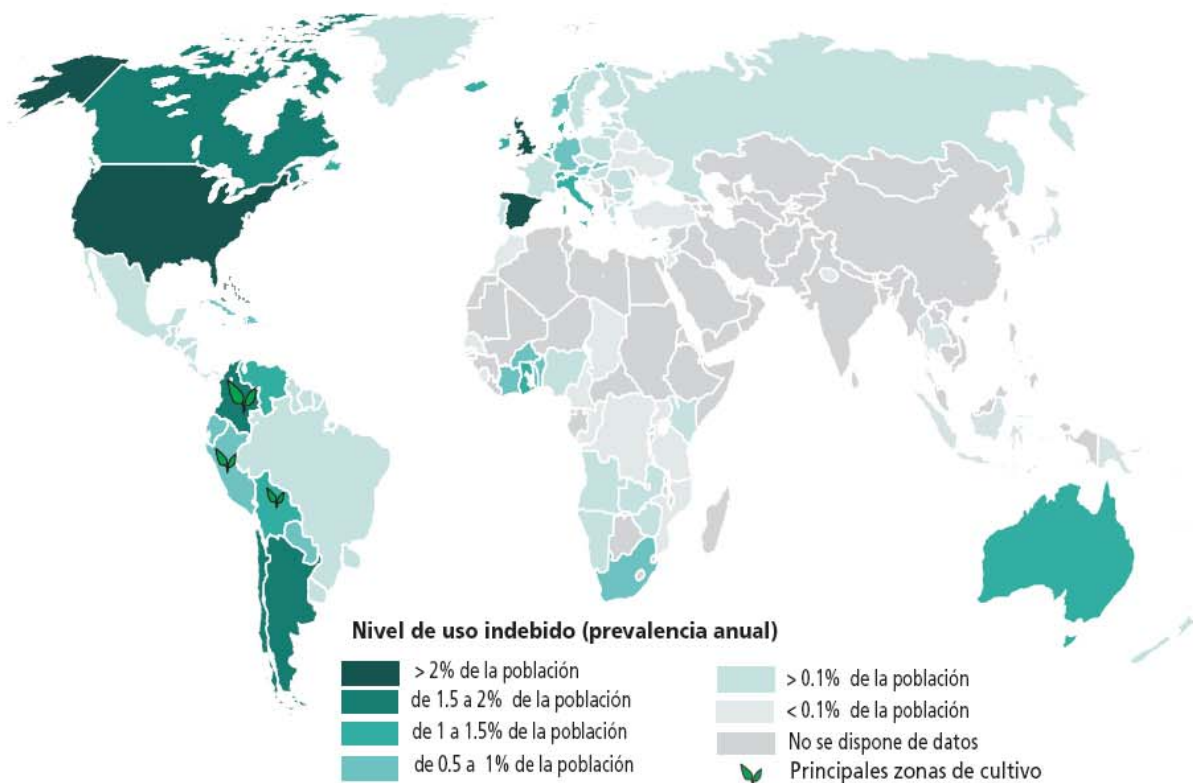 Nivel de uso indebido (prevalencia anual)
> 2% de la población
de 1.5 a 2% de la población
de 1 a 1.5% de la población
de 0.5 a 1% de la población
> 0.1% de la población
< 0.1% de la población
No se dispone de datos
Principales zonas de cultivo